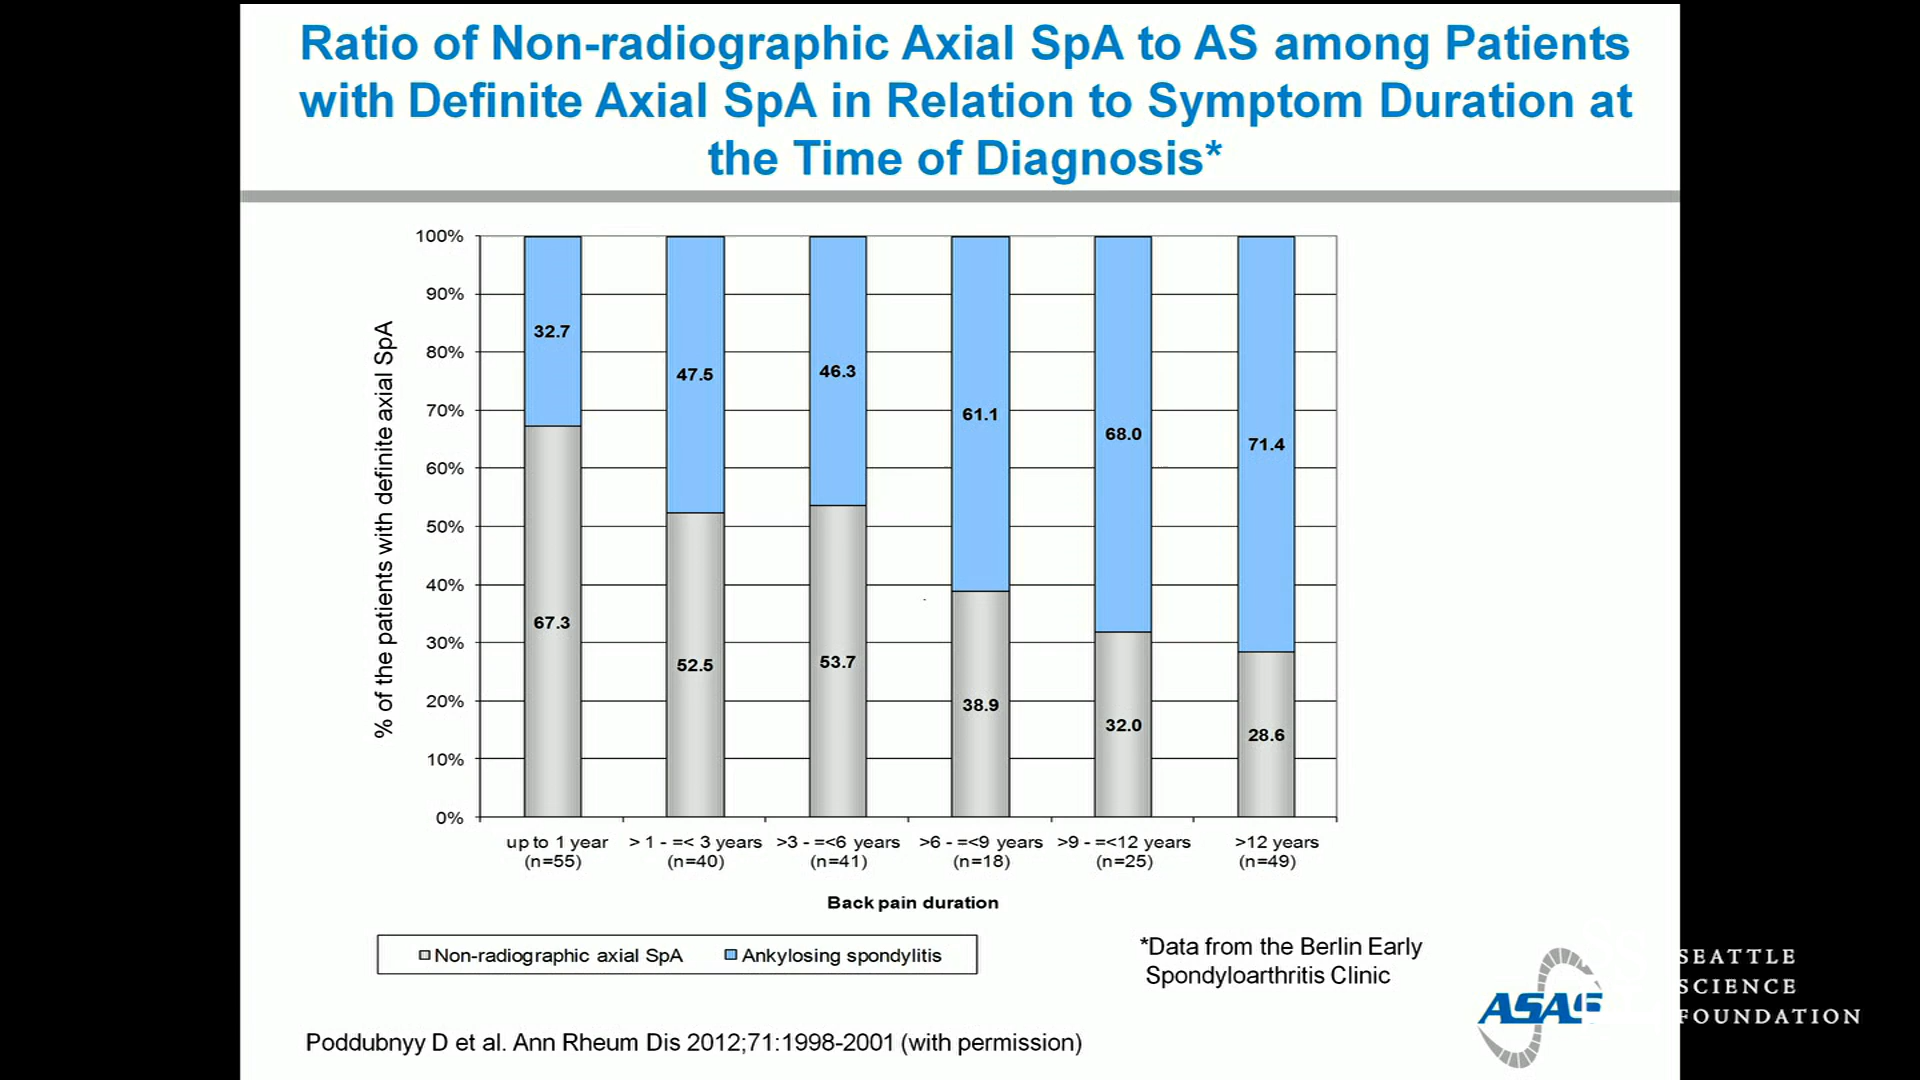 Ratio of Non-radiographic Axial SpA to AS among Patients
with Definite Axial SpA in Relation to Symptom Duration at
the Time of Diagnosis*
% of the patients with definite axial SpA
100%
90%
80%
70%
60%
50%
40%
30%
20%
10%
0%
32.7
47.5
46.3
61.1
68.0
71.4
67.3
52.5
53.7
38.9
32.0
28.6
up to 1 year
(n=55)
> 1 - =< 3 years
(n=40)
>3 - =<6 years
(n=41)
>6 - =<9 years
(n=18)
>9 - =<12 years
(n=25)
>12 years
(n=49)
Back pain duration
Non-radiographic axial SpA
Ankylosing spondylitis
*Data from the Berlin Early
Spondyloarthritis Clinic
Poddubnyy D et al. Ann Rheum Dis 2012;71:1998-2001 (with permission)
ASAS
SEATTLE
SCIENCE
FOUNDATION